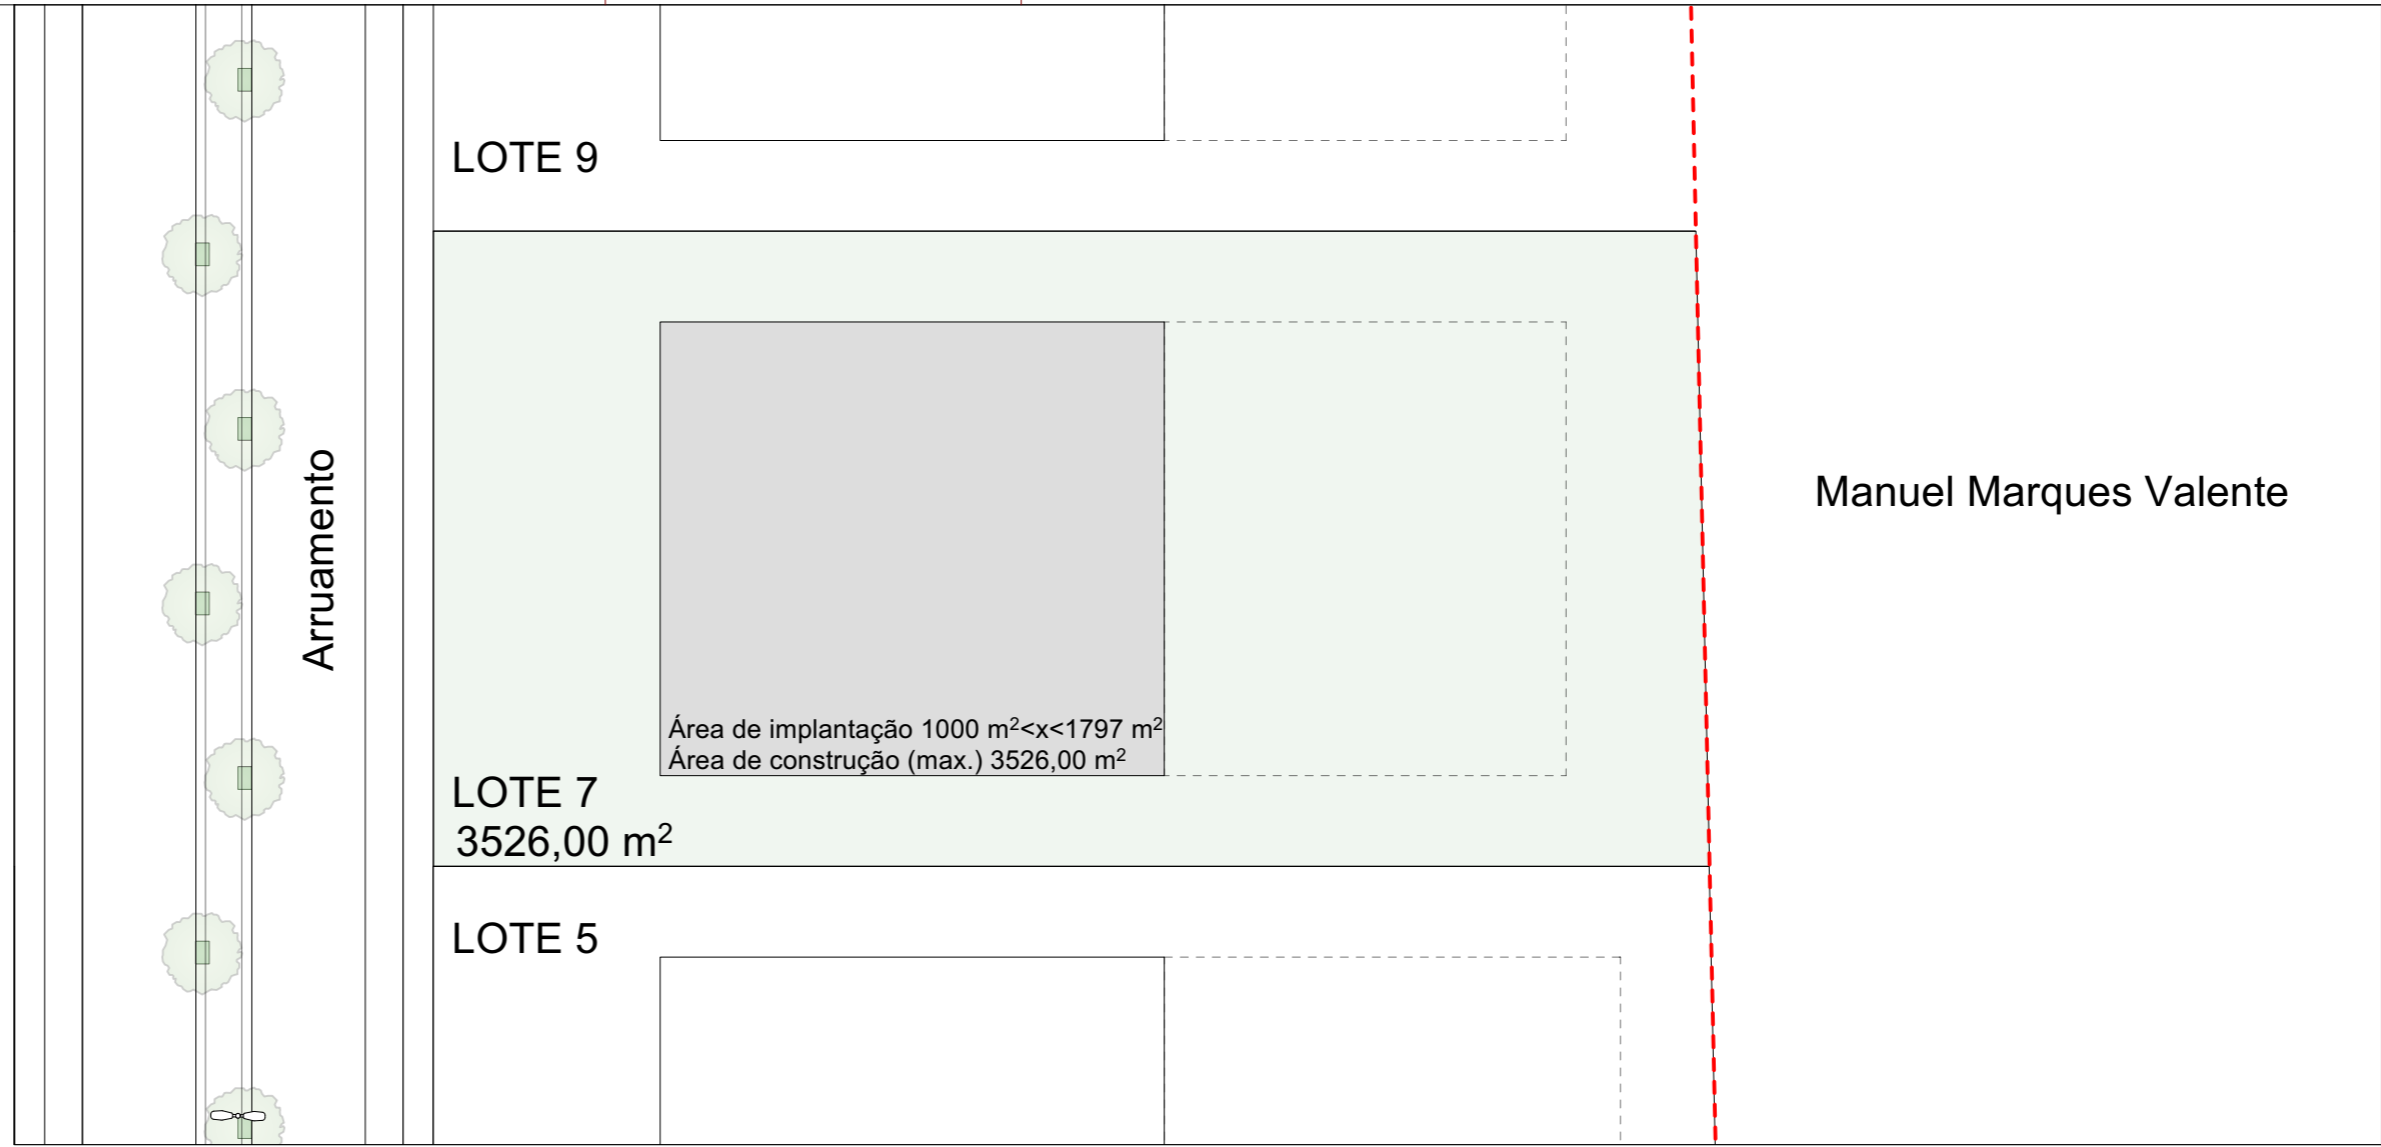 LOTE 9
Arruamento
Manuel Marques Valente
Área de implantação 1000 m²<x<1797 m²
Área de construção (max.) 3526,00 m²
LOTE 7
3526,00 m²
LOTE 5